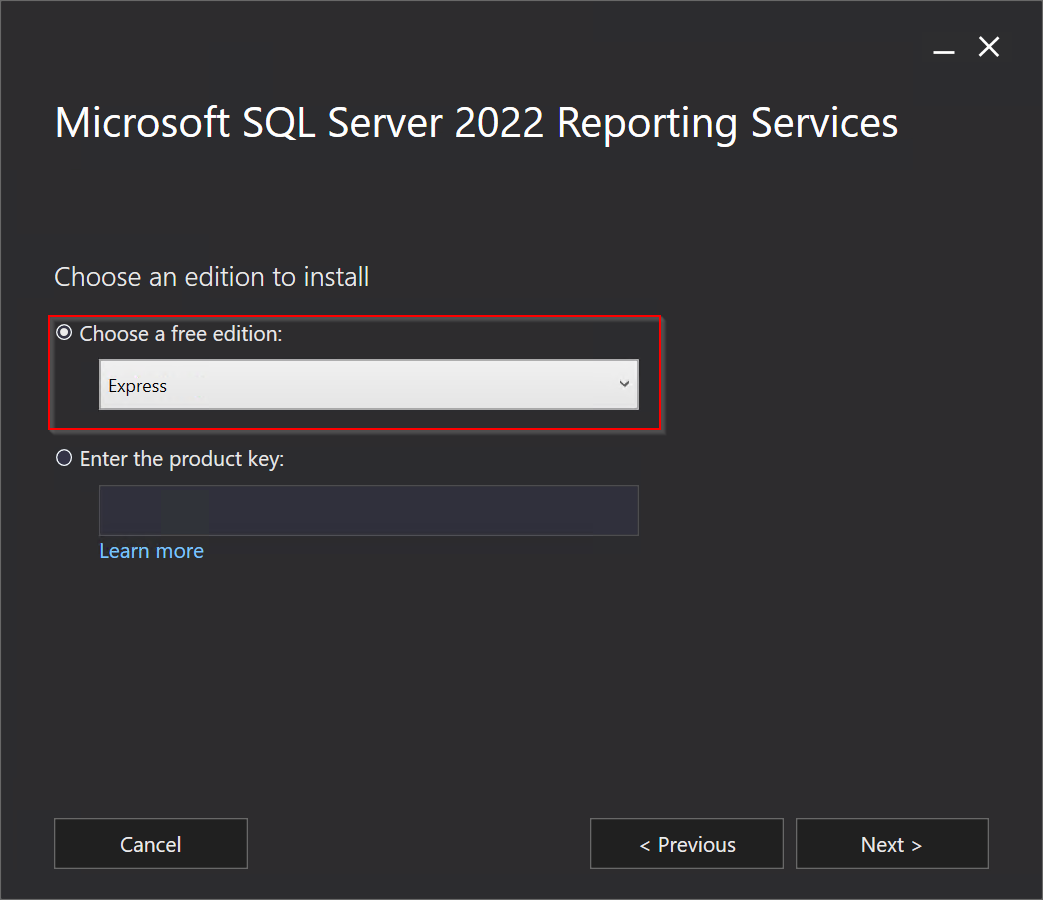 Microsoft SQL Server 2022 Reporting Services
Choose an edition to install
Choose a free edition:
Express
Enter the product key:
Learn more
Cancel
< Previous
Next >